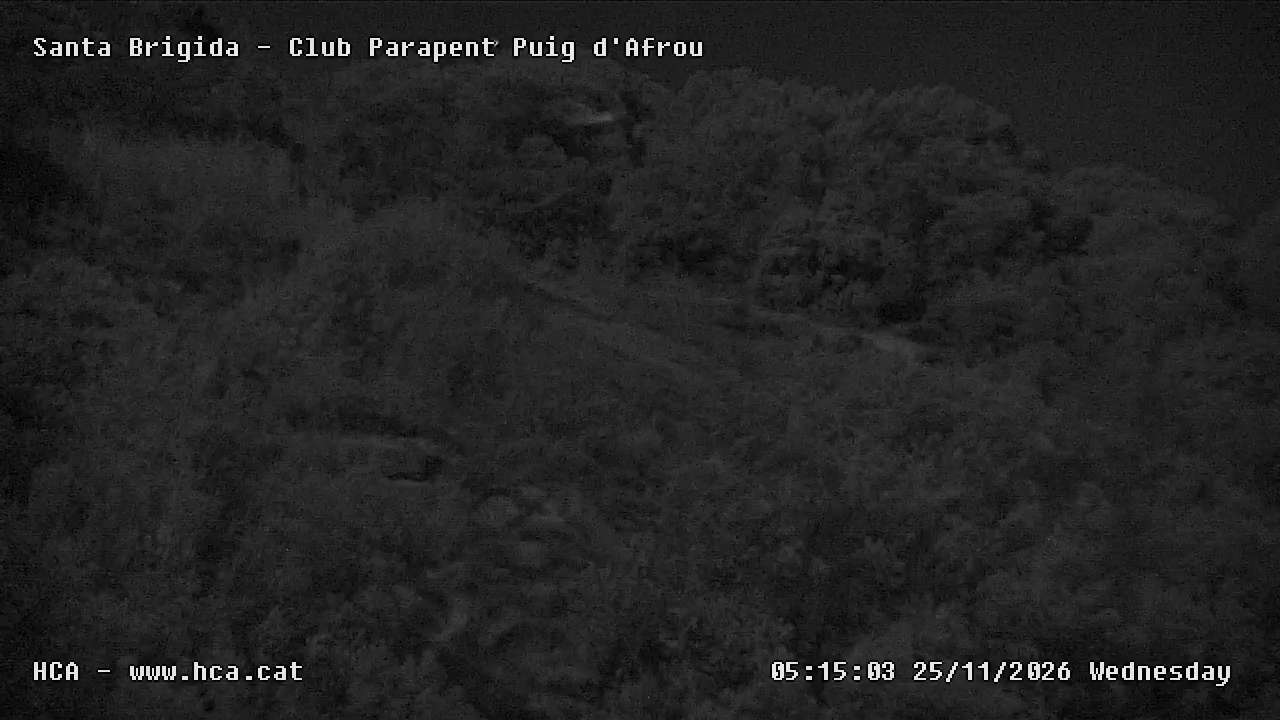 Santa Brigida - Club Parapent Puig d'Afrou
HCA - www.hca.cat
05:15:03 25/11/2026 Wednesday